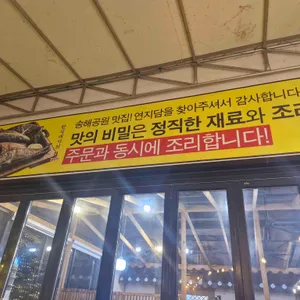 송해공원 맛집! 연지담을 찾아주셔서 감사합니다
맛의 비밀은 정직한 재료와 조
주문과 동시에 조리합니다!